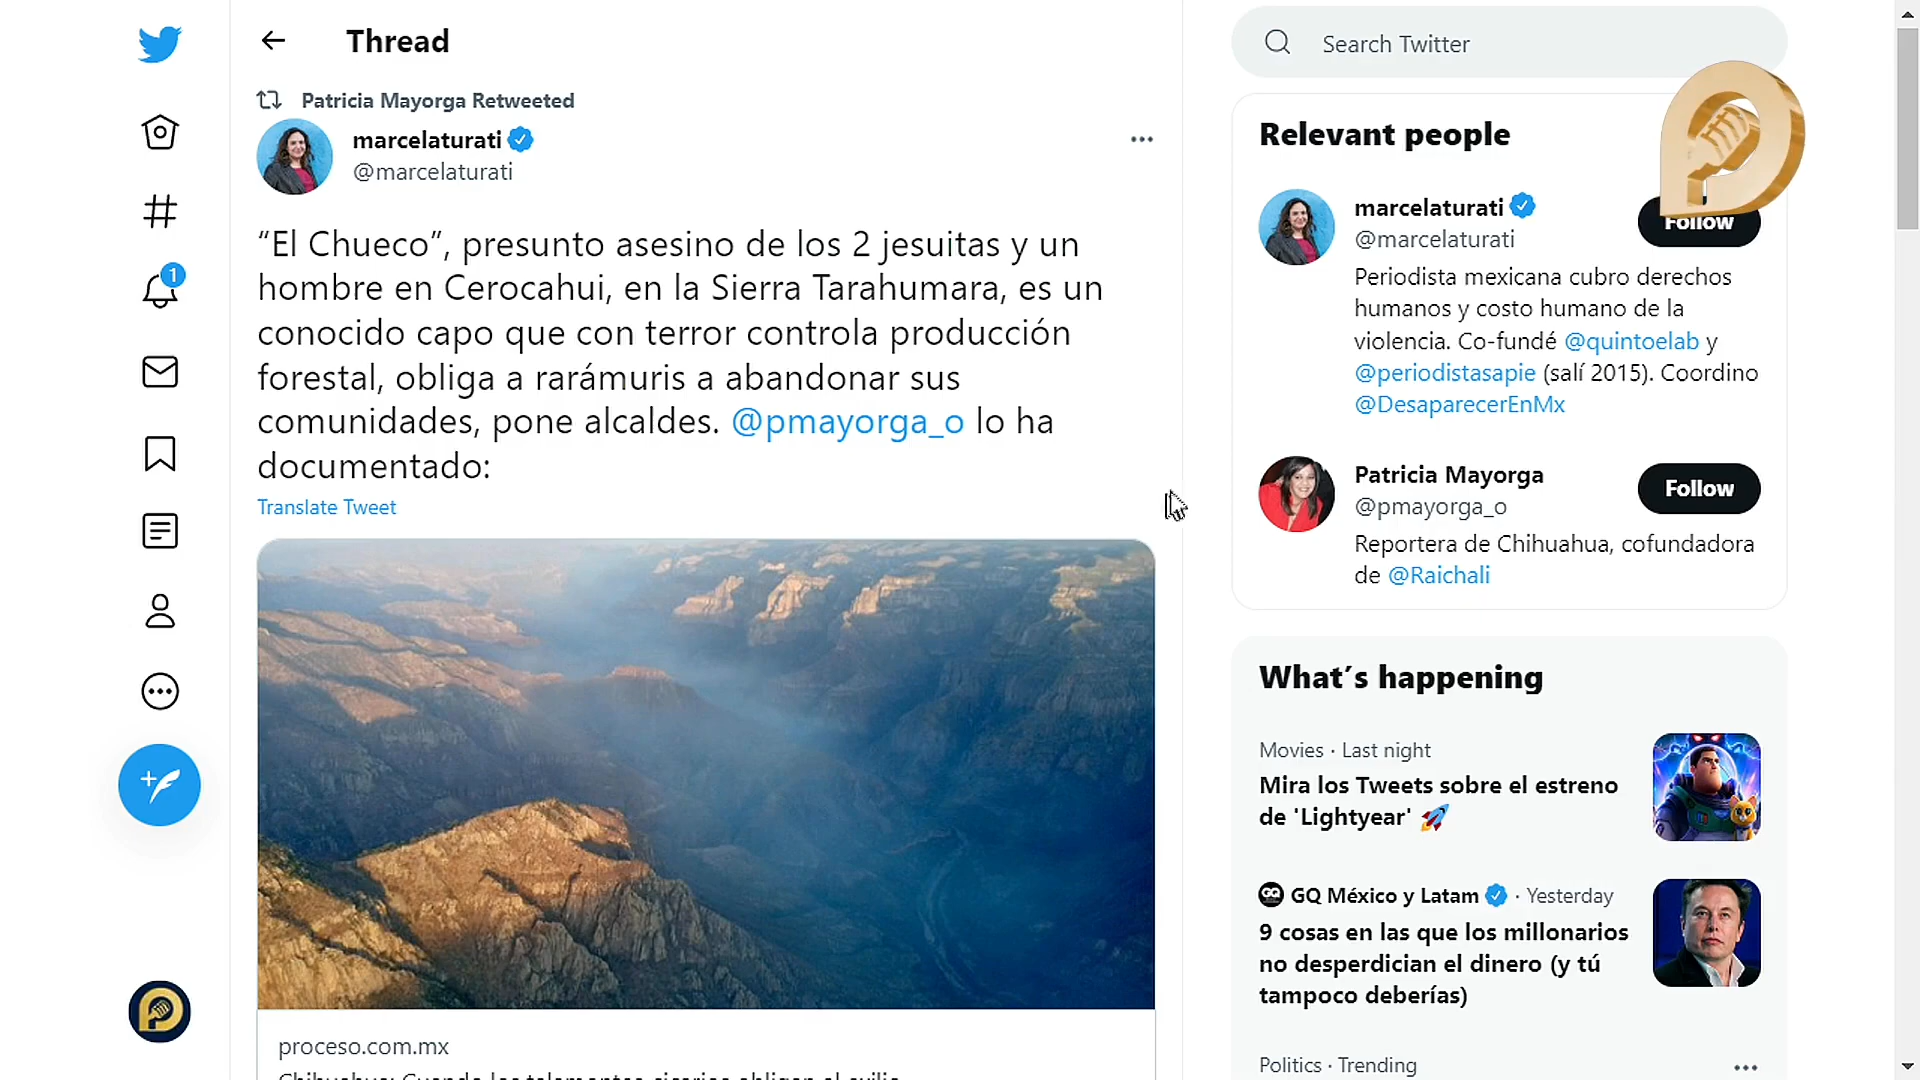 Thread
Patricia Mayorga Retweeted
marcelaturati
@marcelaturati
“El Chueco”, presunto asesino de los 2 jesuitas y un
hombre en Cerocahui, en la Sierra Tarahumara, es un
conocido capo que con terror controla producción
forestal, obliga a rarámuris a abandonar sus
comunidades, pone alcaldes. @pmayorga_o lo ha
documentado:
Translate Tweet
proceso.com.mx
Chihuahua: Cuando los talamontes sicarios obligan al exilio
1
Search Twitter
Relevant people
marcelaturati
@marcelaturati
Follow
Periodista mexicana cubro derechos
humanos y costo humano de la
violencia. Co-fundé @quintoelab y
@periodistasapie (salí 2015). Coordino
@DesaparecerEnMx
Patricia Mayorga
@pmayorga_o
Follow
Reportera de Chihuahua, cofundadora
de @Raichali
What’s happening
Movies · Last night
Mira los Tweets sobre el estreno
de 'Lightyear' 🚀
GQ GQ México y Latam · Yesterday
9 cosas en las que los millonarios
no desperdician el dinero (y tú
tampoco deberías)
Politics · Trending